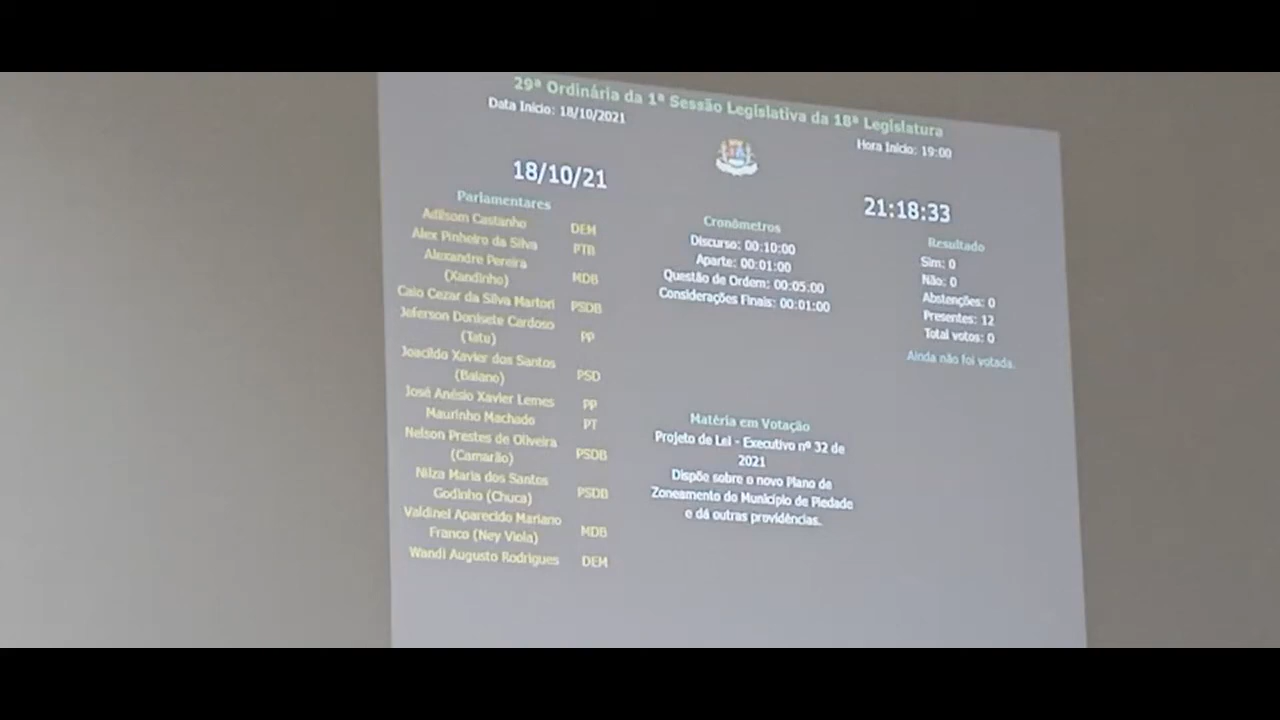 29ª Ordinária da 1ª Sessão Legislativa da 18ª Legislatura
Data Início: 18/10/2021
Hora Início: 19:00
18/10/21
21:18:33
Parlamentares
Adilsom Castanho DEM
Alex Pinheiro da Silva PTB
Alexandre Pereira
(Xandinho) MDB
Caio Cezar da Silva Martori PSDB
Jeferson Donisete Cardoso
(Tatu) PP
Joacildo Xavier dos Santos
(Baiano) PSD
José Anésio Xavier Lemes PP
Maurinho Machado PT
Nelson Prestes de Oliveira
(Camarão) PSDB
Nilza Maria dos Santos
Godinho (Chuca) PSDB
Valdinei Aparecido Mariano
Franco (Ney Viola) MDB
Wandi Augusto Rodrigues DEM
Cronômetros
Discurso: 00:10:00
Aparte: 00:01:00
Questão de Ordem: 00:05:00
Considerações Finais: 00:01:00
Matéria em Votação
Projeto de Lei - Executivo nº 32 de
2021
Dispõe sobre o novo Plano de
Zoneamento do Município de Piedade
e dá outras providências.
Resultado
Sim: 0
Não: 0
Abstenções: 0
Presentes: 12
Total votos: 0
Ainda não foi votada.